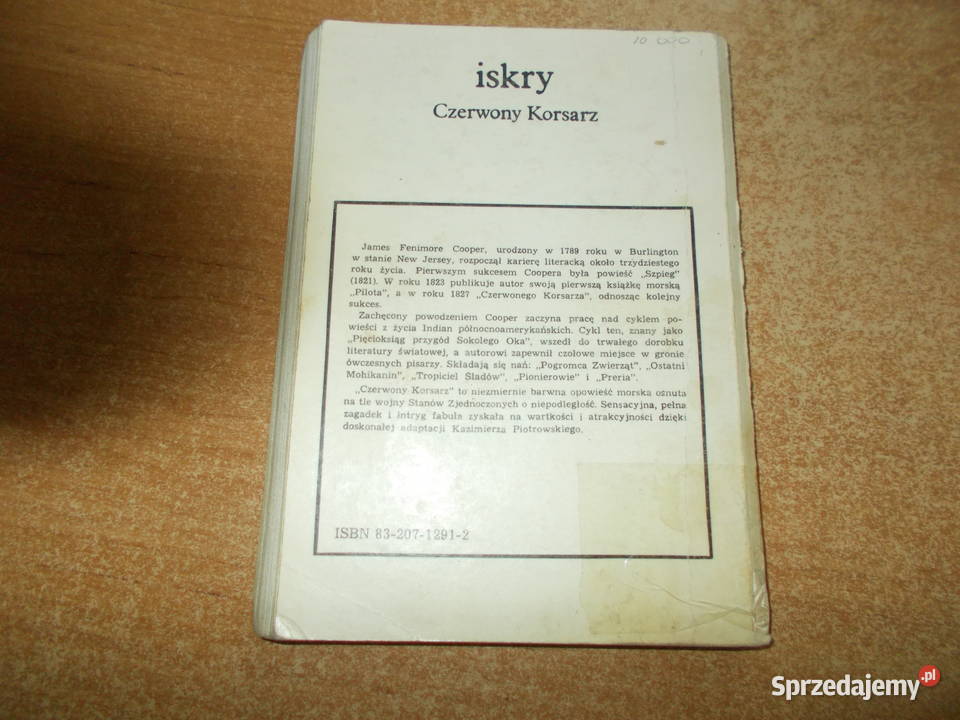 10 000
iskry
Czerwony Korsarz
James Fenimore Cooper, urodzony w 1789 roku w Burlington
w stanie New Jersey, rozpoczął karierę literacką około trzydziestego
roku życia. Pierwszym sukcesem Coopera była powieść „Szpieg”
(1821). W roku 1823 publikuje autor swoją pierwszą książkę morską
„Pilota”, a w roku 1827 „Czerwonego Korsarza”, odnosząc kolejny
sukces.
Zachęcony powodzeniem Cooper zaczyna pracę nad cyklem po-
wieści z życia Indian północnoamerykańskich. Cykl ten, znany jako
„Pięcioksiąg przygód Sokolego Oka”, wszedł do trwałego dorobku
literatury światowej, a autorowi zapewnił czołowe miejsce w gronie
ówczesnych pisarzy. Składają się nań: „Pogromca Zwierząt”, „Ostatni
Mohikanin”, „Tropiciel Śladów”, „Pionierowie” i „Preria”.
„Czerwony Korsarz” to niezmiernie barwna opowieść morska osnuta
na tle wojny Stanów Zjednoczonych o niepodległość. Sensacyjna, pełna
zagadek i intryg fabuła zyskała na wartkości i atrakcyjności dzięki
doskonałej adaptacji Kazimierza Piotrowskiego.
ISBN 83-207-1291-2
Sprzedajemy.pl